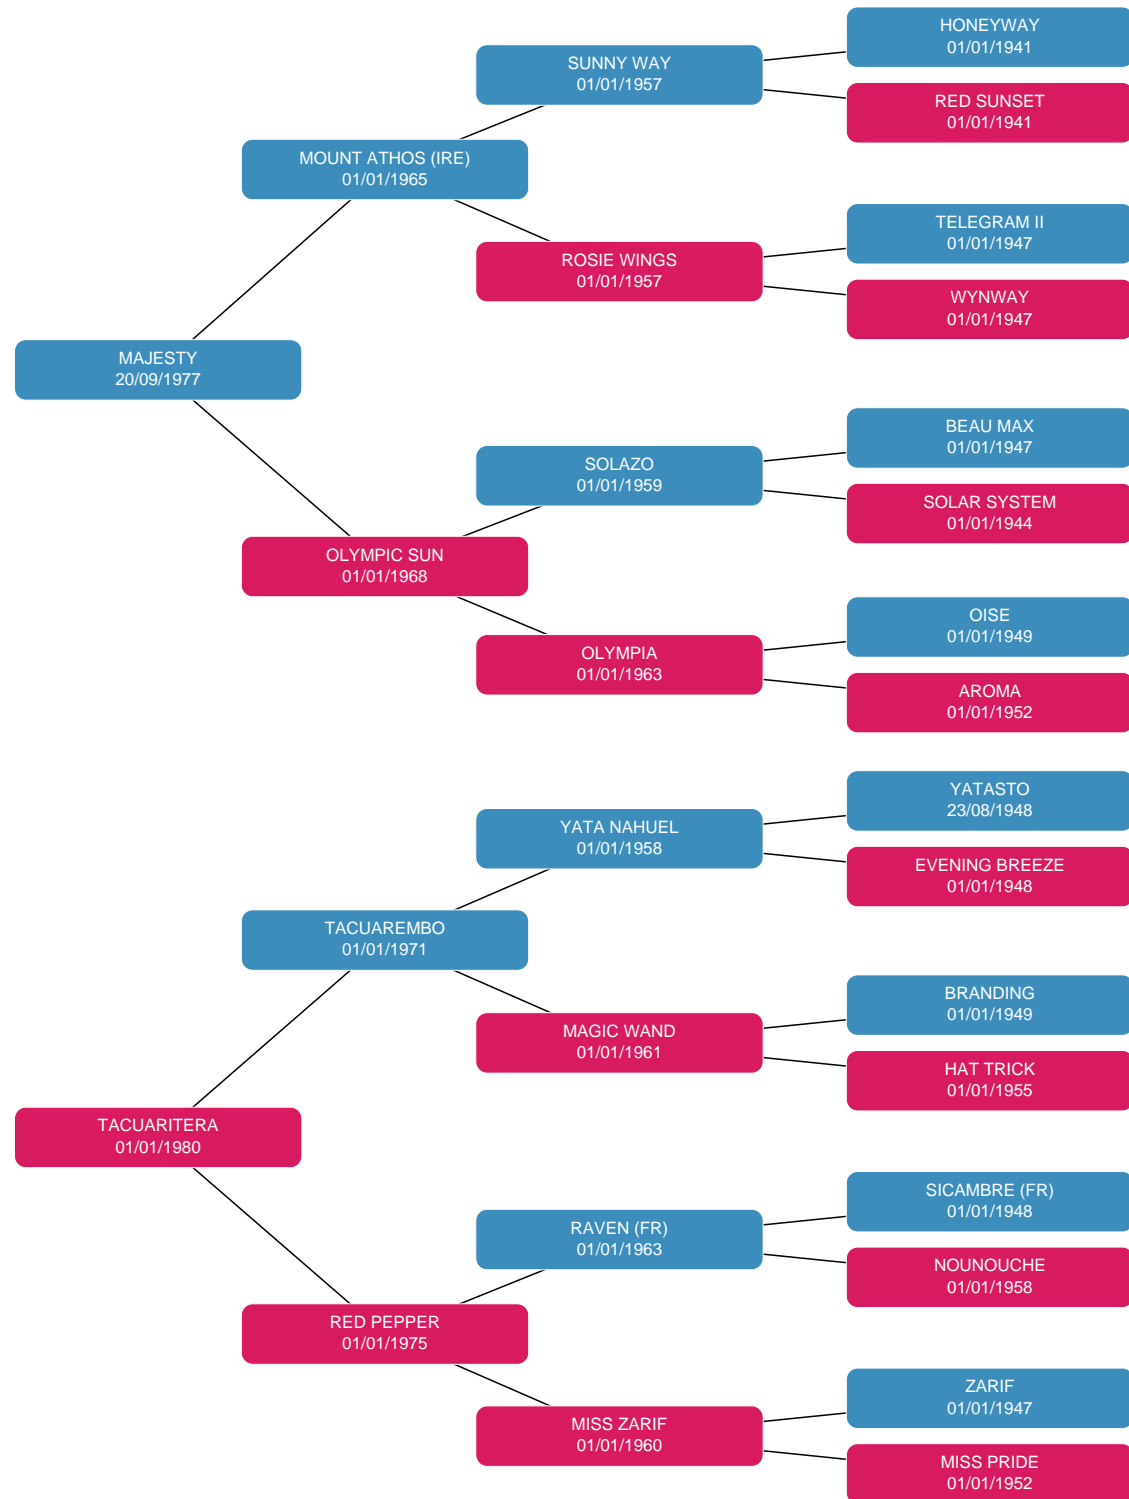 HONEYWAY
01/01/1941
SUNNY WAY
01/01/1957
RED SUNSET
01/01/1941
MOUNT ATHOS (IRE)
01/01/1965
TELEGRAM II
01/01/1947
ROSIE WINGS
01/01/1957
WYNWAY
01/01/1947
MAJESTY
20/09/1977
BEAU MAX
01/01/1947
SOLAZO
01/01/1959
SOLAR SYSTEM
01/01/1944
OLYMPIC SUN
01/01/1968
OISE
01/01/1949
OLYMPIA
01/01/1963
AROMA
01/01/1952
YATASTO
23/08/1948
YATA NAHUEL
01/01/1958
EVENING BREEZE
01/01/1948
TACUAREMBO
01/01/1971
BRANDING
01/01/1949
MAGIC WAND
01/01/1961
HAT TRICK
01/01/1955
TACUARITERA
01/01/1980
SICAMBRE (FR)
01/01/1948
RAVEN (FR)
01/01/1963
NOUNOUCHE
01/01/1958
RED PEPPER
01/01/1975
ZARIF
01/01/1947
MISS ZARIF
01/01/1960
MISS PRIDE
01/01/1952